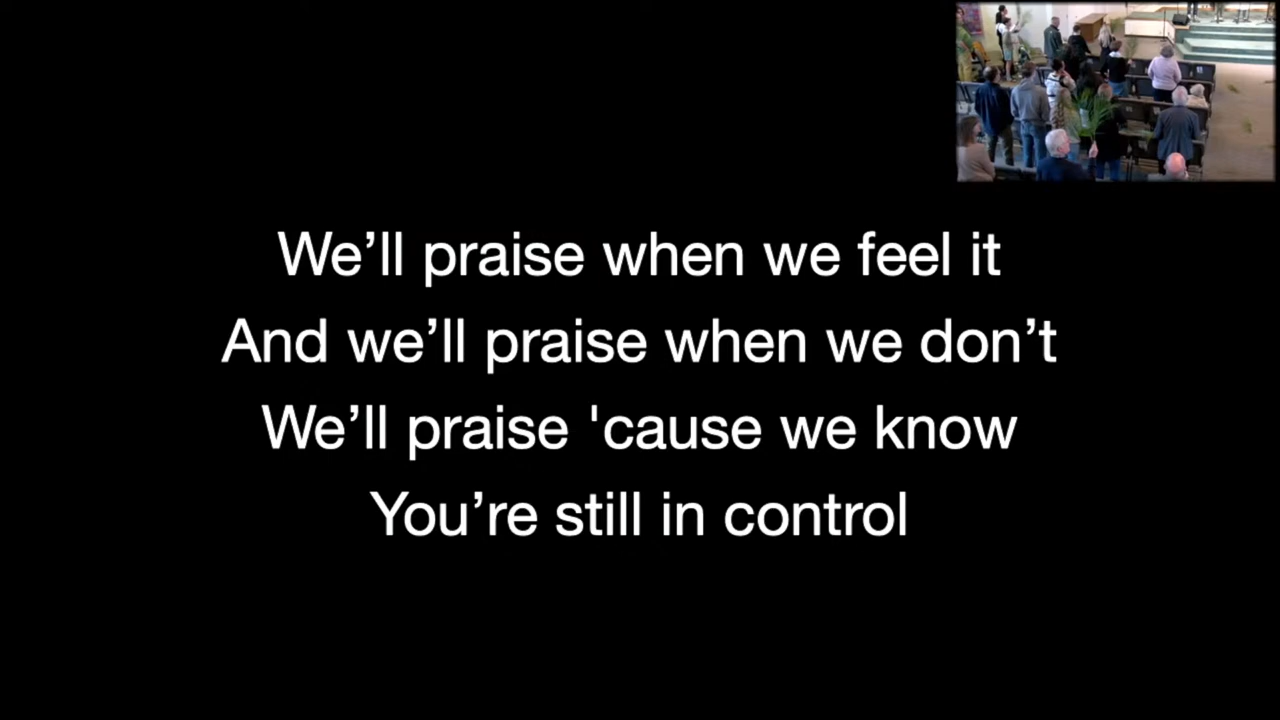 We’ll praise when we feel it
And we’ll praise when we don’t
We’ll praise 'cause we know
You’re still in control